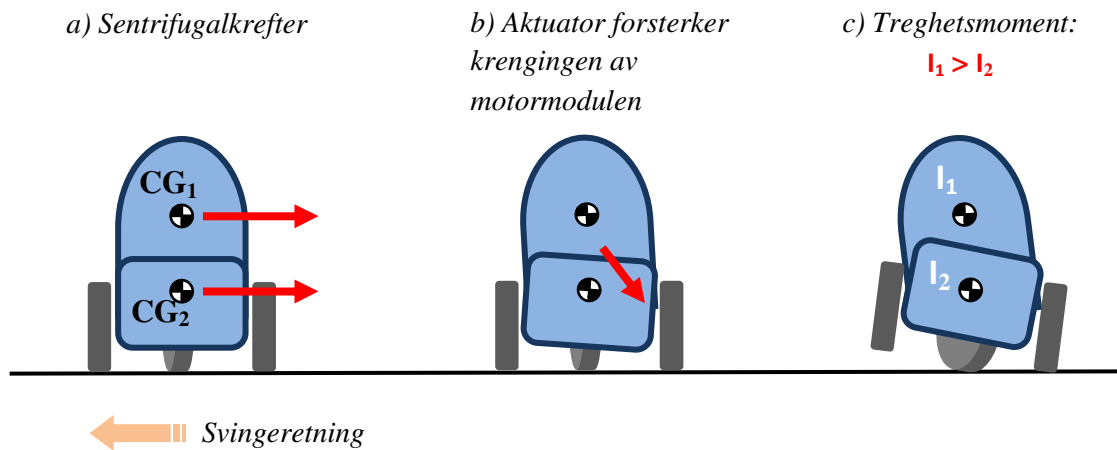 a) Sentrifugalkrefter
b) Aktuator forsterker
krengingen av
motormodulen
c) Treghetsmoment:
I₁ > I₂
CG₁
CG₂
I₁
I₂
Svingeretning